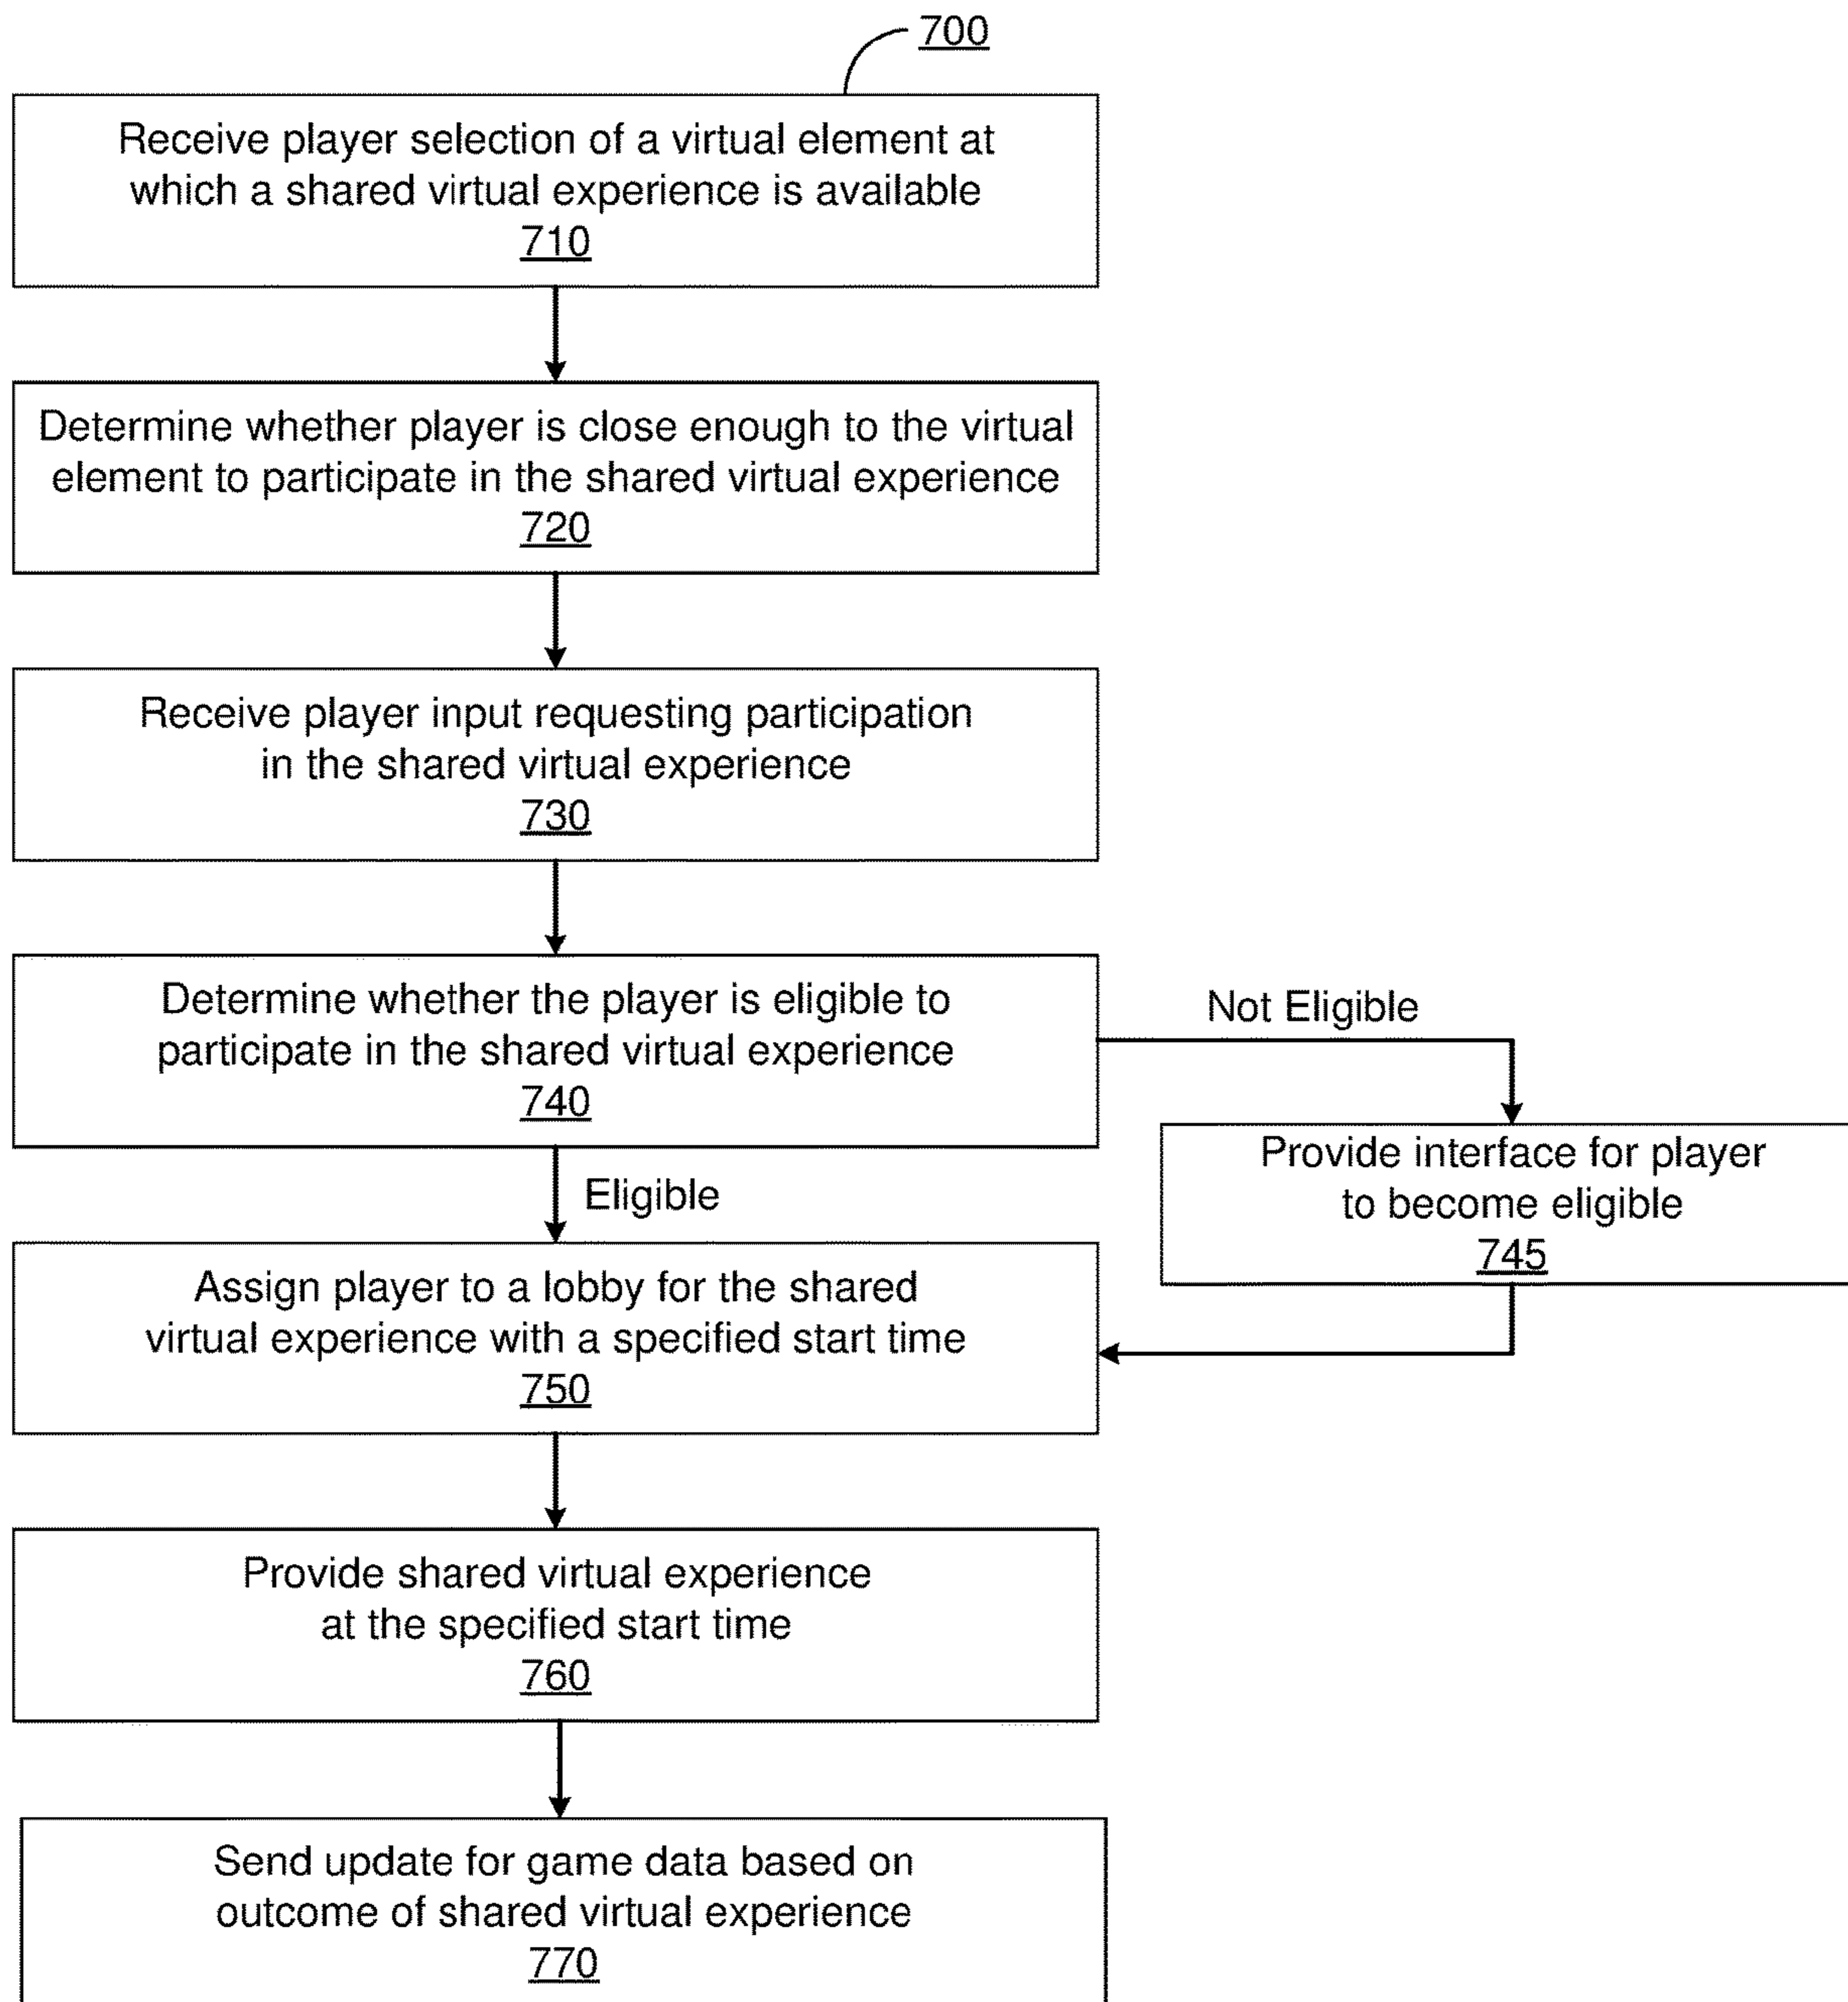 700
Receive player selection of a virtual element at
which a shared virtual experience is available
710
Determine whether player is close enough to the virtual
element to participate in the shared virtual experience
720
Receive player input requesting participation
in the shared virtual experience
730
Determine whether the player is eligible to
participate in the shared virtual experience
740
Not Eligible
Provide interface for player
to become eligible
745
Eligible
Assign player to a lobby for the shared
virtual experience with a specified start time
750
Provide shared virtual experience
at the specified start time
760
Send update for game data based on
outcome of shared virtual experience
770